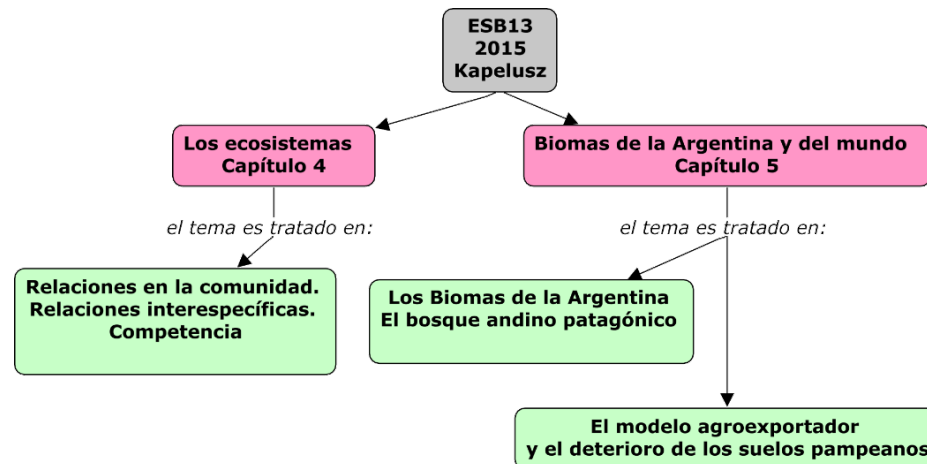 ESB13
2015
Kapelusz
Los ecosistemas
Capítulo 4
Biomas de la Argentina y del mundo
Capítulo 5
el tema es tratado en:
el tema es tratado en:
Relaciones en la comunidad.
Relaciones interespecíficas.
Competencia
Los Biomas de la Argentina
El bosque andino patagónico
El modelo agroexportador
y el deterioro de los suelos pampeanos